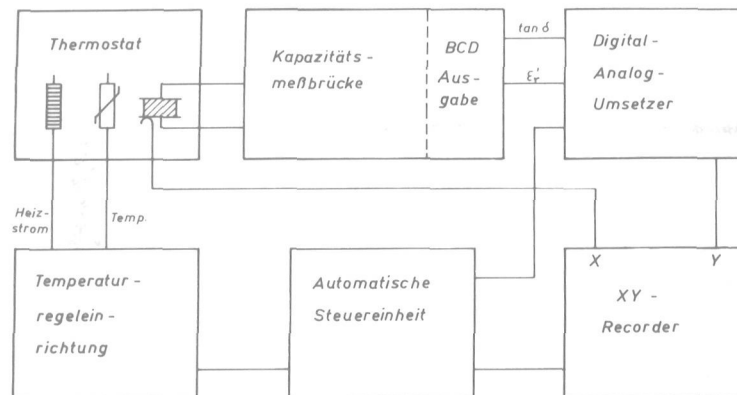 Thermostat
Kapazitäts-
meßbrücke
BCD
Aus-
gabe
tan δ
ε'r
Digital-
Analog-
Umsetzer
Heiz-
strom
Temp.
X
Y
Temperatur-
regelein-
richtung
Automatische
Steuereinheit
XY-
Recorder